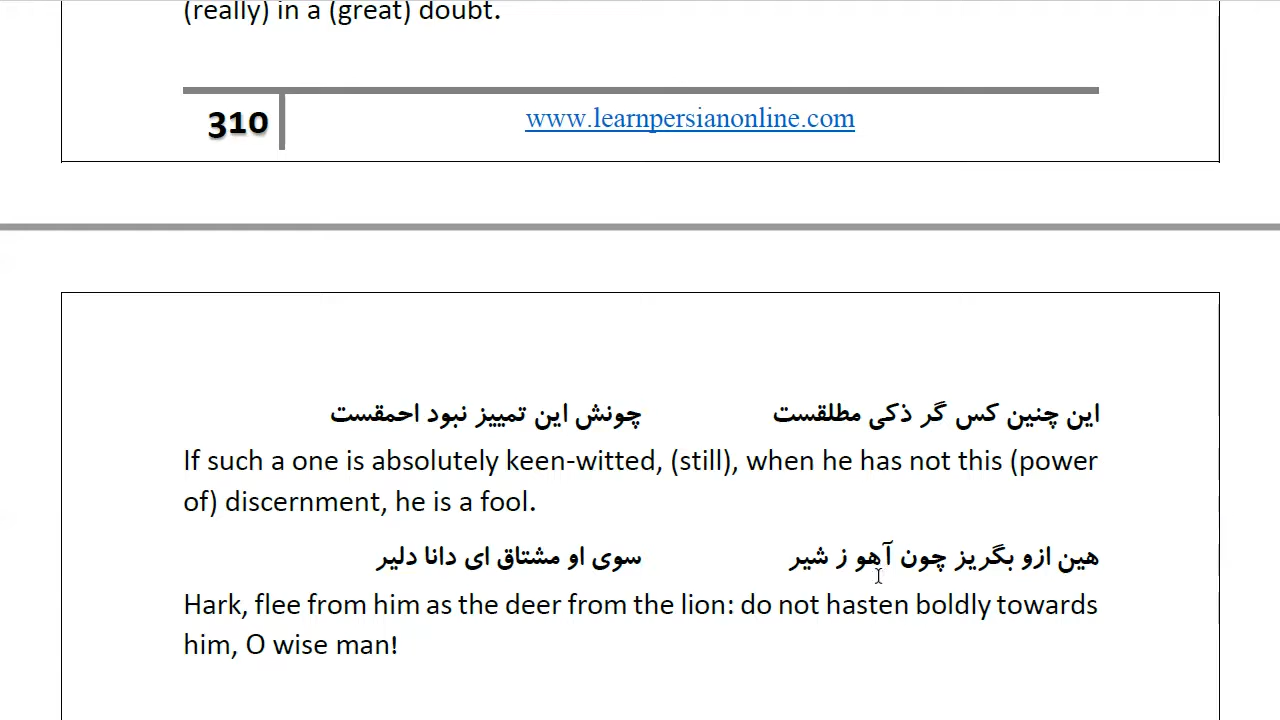 (really) in a (great) doubt.
310 www.learnpersianonline.com
این چنین کس گر ذکی مطلقست چونش این تمییز نبود احمقست
If such a one is absolutely keen-witted, (still), when he has not this (power
of) discernment, he is a fool.
هین ازو بگریز چون آهو ز شیر سوی او مشتاق ای دانا دلیر
Hark, flee from him as the deer from the lion: do not hasten boldly towards
him, O wise man!